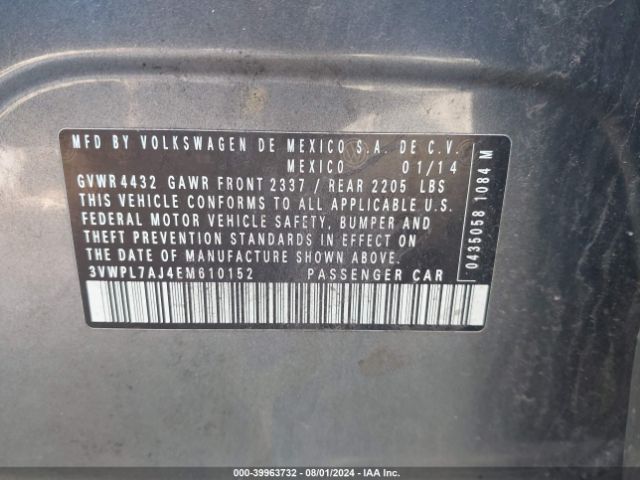 MFD BY VOLKSWAGEN DE MEXICO S.A. DE C.V.
MEXICO 01/14
GVWR 4432 GAWR FRONT 2337 / REAR 2205 LBS
THIS VEHICLE CONFORMS TO ALL APPLICABLE U.S.
FEDERAL MOTOR VEHICLE SAFETY, BUMPER AND
THEFT PREVENTION STANDARDS IN EFFECT ON
THE DATE OF MANUFACTURE SHOWN ABOVE.
3VWPL7AJ4EM610152 PASSENGER CAR
0435058 1084 M
000-39963732 - 08/01/2024 - IAA Inc.